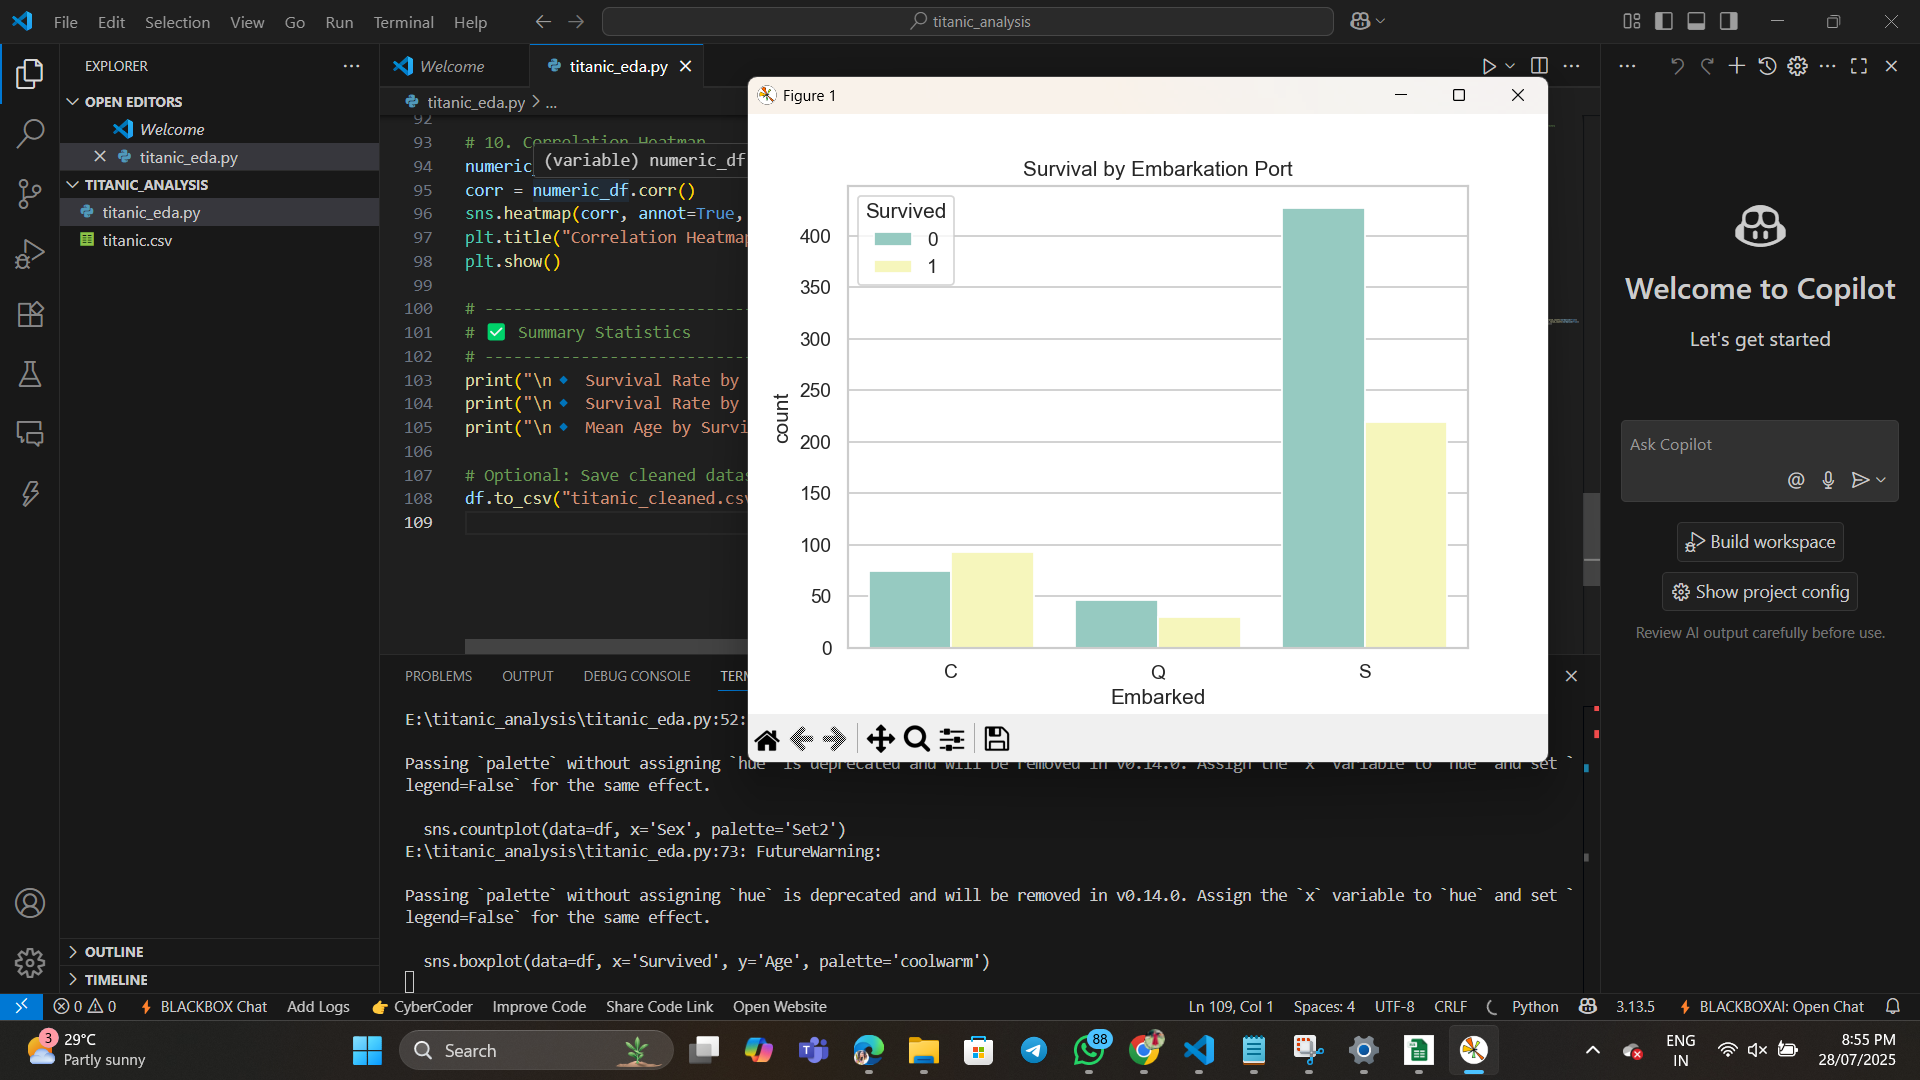 File Edit Selection View Go Run Terminal Help
titanic_analysis
EXPLORER
OPEN EDITORS
Welcome
titanic_eda.py
TITANIC_ANALYSIS
titanic_eda.py
titanic.csv
OUTLINE
TIMELINE
Welcome
titanic_eda.py
titanic_eda.py > ...
92
93 # 10. Correlation Heatmap
94 numeric_
(variable) numeric_df
95 corr = numeric_df.corr()
96 sns.heatmap(corr, annot=True,
97 plt.title("Correlation Heatmap
98 plt.show()
99
100 # ----------------------------
101 # ✅ Summary Statistics
102 # ----------------------------
103 print("\n🔹 Survival Rate by
104 print("\n🔹 Survival Rate by
105 print("\n🔹 Mean Age by Survi
106
107 # Optional: Save cleaned datas
108 df.to_csv("titanic_cleaned.csv
109
Figure 1
Survival by Embarkation Port
Survived
0
1
count
400
350
300
250
200
150
100
50
0
C Q S
Embarked
PROBLEMS OUTPUT DEBUG CONSOLE TERM
E:\titanic_analysis\titanic_eda.py:52:
Passing `palette` without assigning `hue` is deprecated and will be removed in v0.14.0. Assign the `x` variable to `hue` and set `
legend=False` for the same effect.
sns.countplot(data=df, x='Sex', palette='Set2')
E:\titanic_analysis\titanic_eda.py:73: FutureWarning:
Passing `palette` without assigning `hue` is deprecated and will be removed in v0.14.0. Assign the `x` variable to `hue` and set `
legend=False` for the same effect.
sns.boxplot(data=df, x='Survived', y='Age', palette='coolwarm')
Welcome to Copilot
Let's get started
Ask Copilot
Build workspace
Show project config
Review AI output carefully before use.
0 0 BLACKBOX Chat Add Logs 👉 CyberCoder Improve Code Share Code Link Open Website
Ln 109, Col 1 Spaces: 4 UTF-8 CRLF Python 3.13.5 BLACKBOXAI: Open Chat
3
29°C
Partly sunny
Search
88
ENG
IN
8:55 PM
28/07/2025